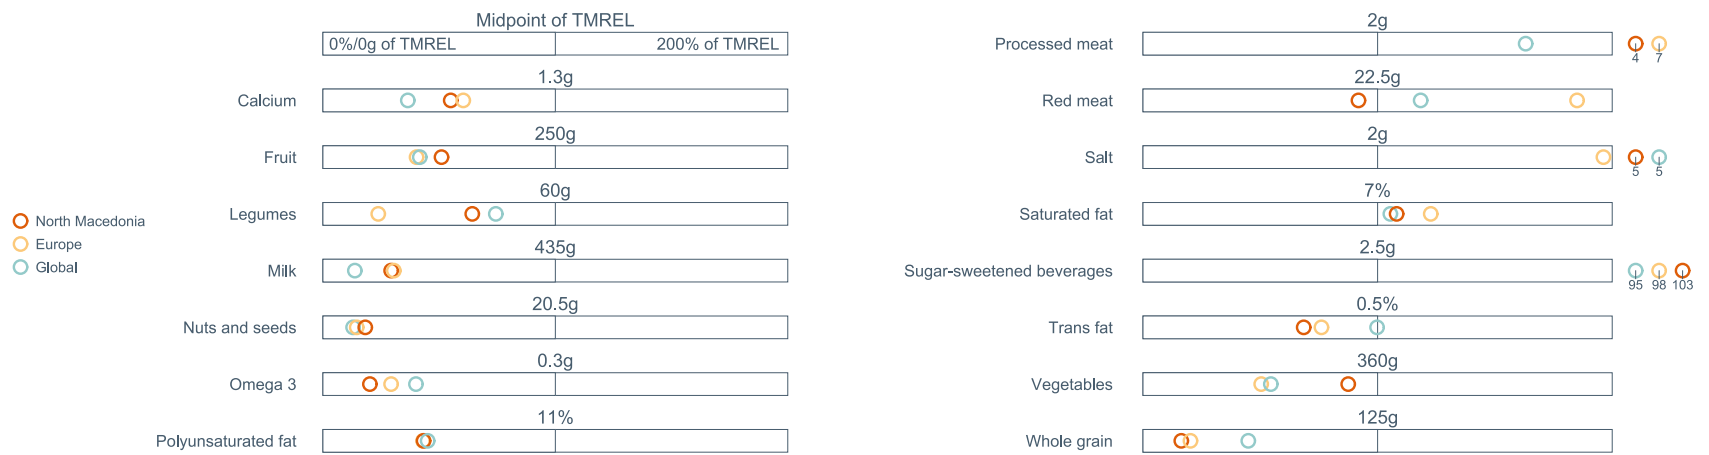 Midpoint of TMREL
0%/0g of TMREL 200% of TMREL
1.3g
Calcium
250g
Fruit
60g
Legumes
435g
Milk
20.5g
Nuts and seeds
0.3g
Omega 3
11%
Polyunsaturated fat
North Macedonia
Europe
Global
2g
Processed meat
4 7
22.5g
Red meat
2g
Salt
5 5
7%
Saturated fat
2.5g
Sugar-sweetened beverages
95 98 103
0.5%
Trans fat
360g
Vegetables
125g
Whole grain